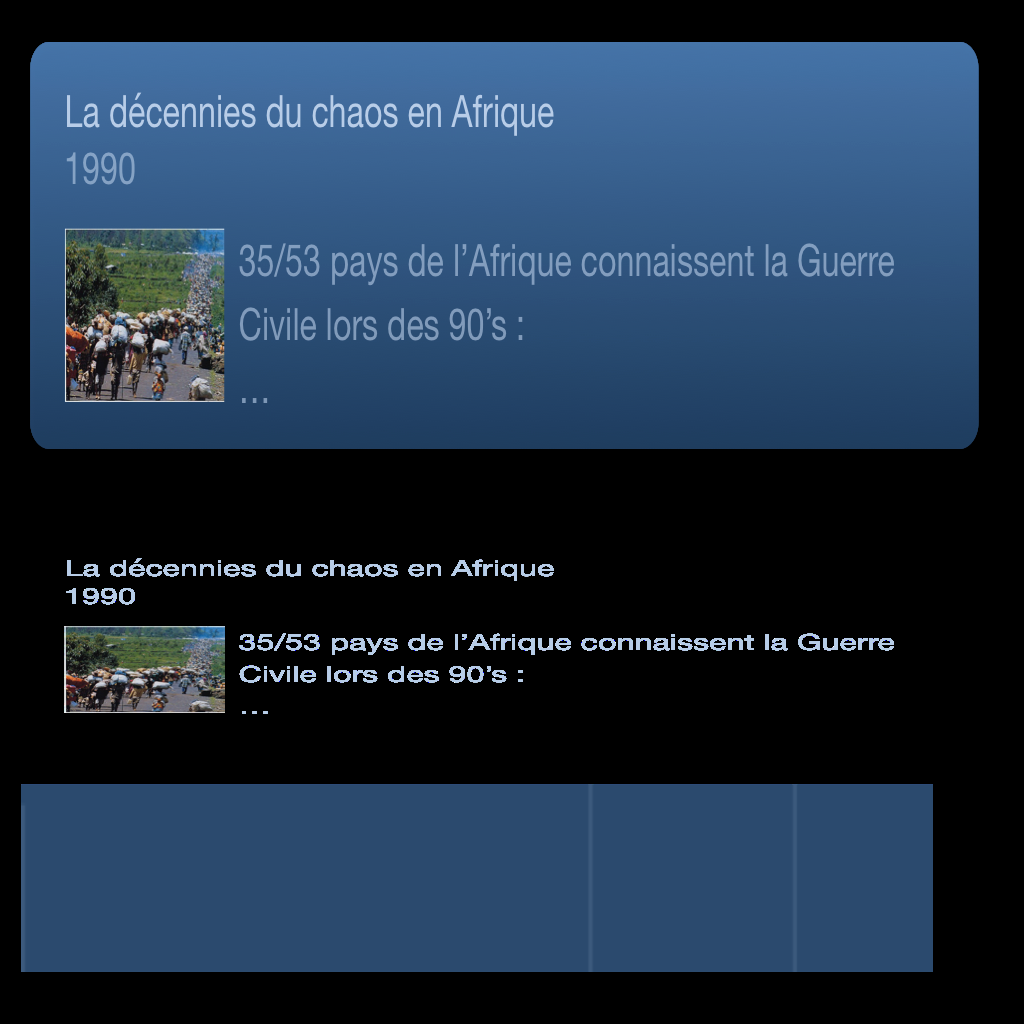 La décennies du chaos en Afrique
1990
35/53 pays de l’Afrique connaissent la Guerre
Civile lors des 90’s :
...
La décennies du chaos en Afrique
1990
35/53 pays de l’Afrique connaissent la Guerre
Civile lors des 90’s :
...